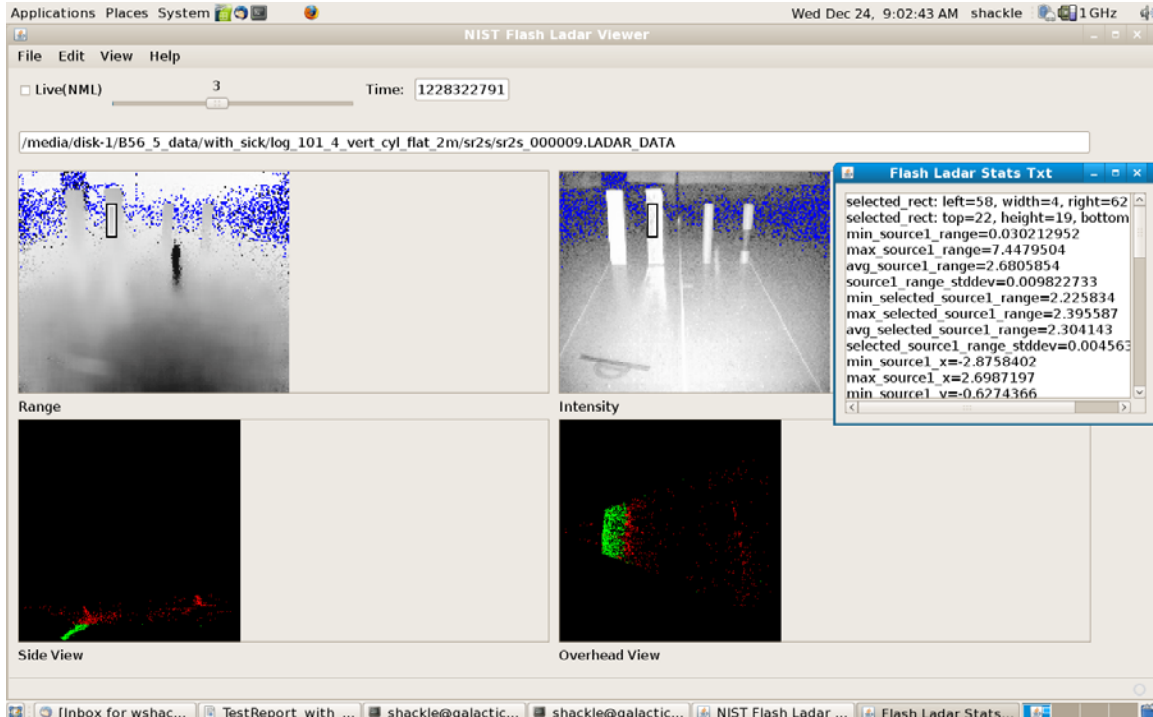 Applications Places System Wed Dec 24, 9:02:43 AM shackle 1 GHz
NIST Flash Ladar Viewer
File Edit View Help
Live(NML) 3 Time: 1228322791
/media/disk-1/B56_5_data/with_sick/log_101_4_vert_cyl_flat_2m/sr2s/sr2s_000009.LADAR_DATA
Flash Ladar Stats Txt
selected_rect: left=58, width=4, right=62
selected_rect: top=22, height=19, bottom
min_source1_range=0.030212952
max_source1_range=7.4479504
avg_source1_range=2.6805854
source1_range_stddev=0.009822733
min_selected_source1_range=2.225834
max_selected_source1_range=2.395587
avg_selected_source1_range=2.304143
selected_source1_range_stddev=0.004563
min_source1_x=-2.8758402
max_source1_x=2.6987197
min_source1_y=-0.6274366
Range Intensity
Side View Overhead View
[Inbox for wshac... TestReport_with_... shackle@galactic... shackle@galactic... NIST Flash Ladar ... Flash Ladar Stats...